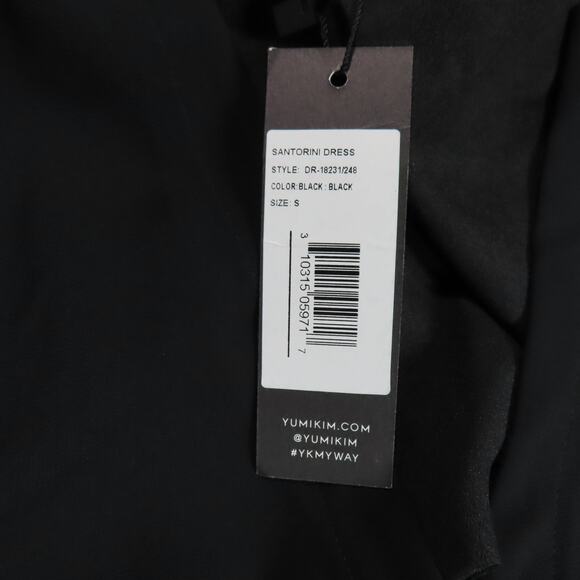 SANTORINI DRESS
STYLE: DR-18231/248
COLOR:BLACK : BLACK
SIZE: S
3 10315 05971 7
YUMIKIM.COM
@YUMIKIM
#YKMYWAY